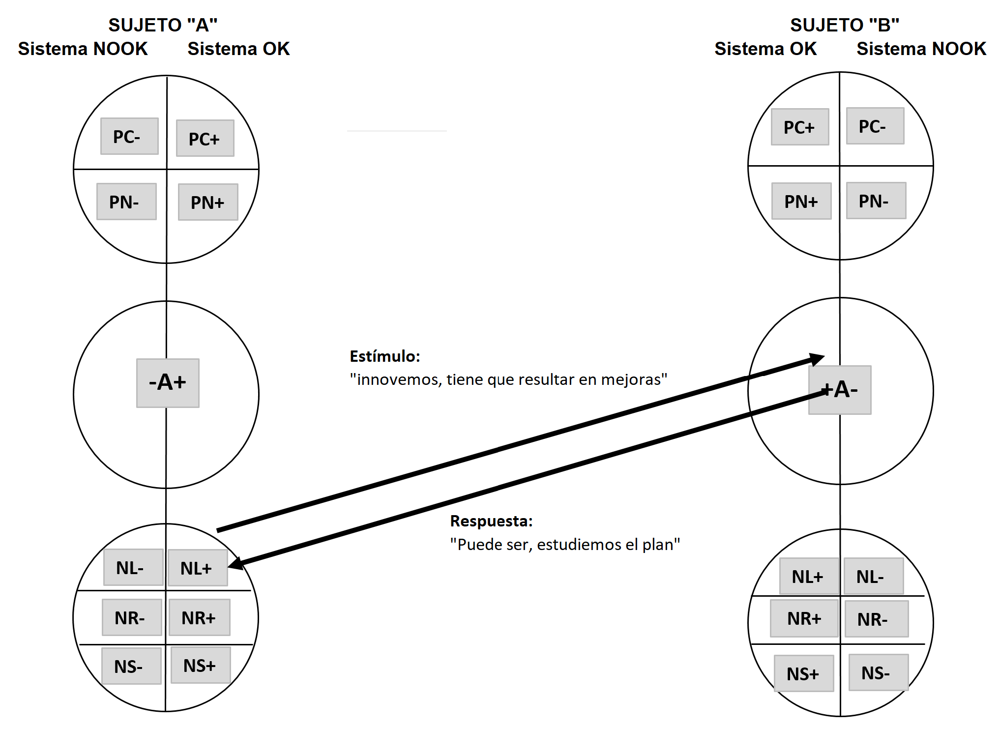 SUJETO "A"
Sistema NOOK Sistema OK
SUJETO "B"
Sistema OK Sistema NOOK
PC- PC+
PN- PN+
PC+ PC-
PN+ PN-
-A+
Estímulo:
"innovemos, tiene que resultar en mejoras"
+A-
Respuesta:
"Puede ser, estudiemos el plan"
NL- NL+
NR- NR+
NS- NS+
NL+ NL-
NR+ NR-
NS+ NS-